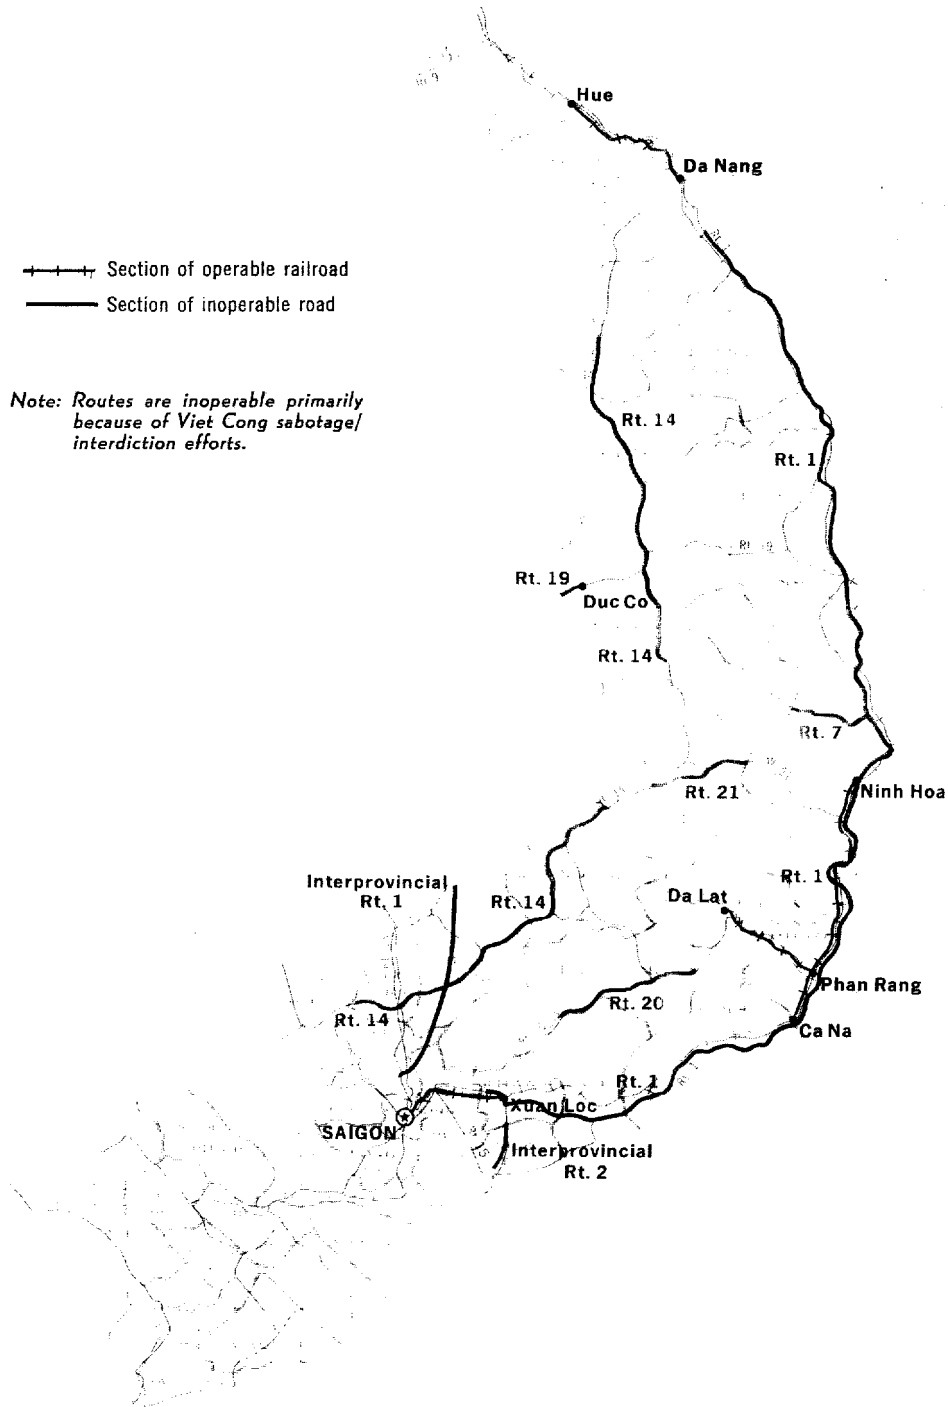 Hue
Da Nang
Section of operable railroad
Section of inoperable road
Note: Routes are inoperable primarily
because of Viet Cong sabotage/
interdiction efforts.
Rt. 14
Rt. 1
Rt. 19
Rt. 19
Duc Co
Rt. 14
Rt. 7
Rt. 21
Ninh Hoa
Interprovincial
Rt. 1
Rt. 14
Da Lat
Rt. 1
Phan Rang
Rt. 20
Rt. 14
Ca Na
Rt. 1
Xuan Loc
SAIGON
Interprovincial
Rt. 2